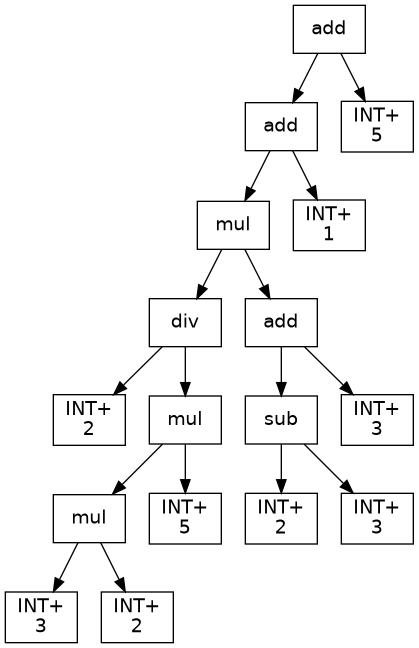 add
add
INT+
5
mul
INT+
1
div
add
INT+
2
mul
sub
INT+
3
mul
INT+
5
INT+
2
INT+
3
INT+
3
INT+
2